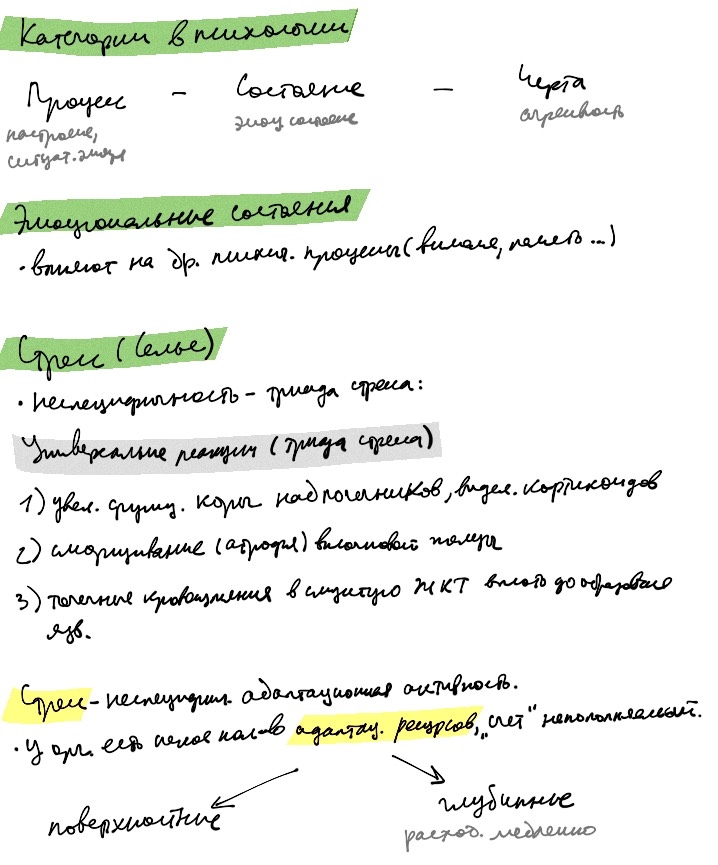 Категории в психологии
Процесс – Состояние – Черта
настроение, эмоц состояние агрессивность
ситуат. эмоция
Эмоциональные состояния
· влияют на др. психич. процессы (внимание, память ...)
Стресс (Селье)
· Неспецифичность – триада стресса:
Универсальные реакции (триада стресса)
1) увел. функц. коры надпочечников, выдел. кортикоидов
2) сморщивание (атрофия) вилочковой железы
3) точечные кровоизлияния в слизистую ЖКТ вплоть до образование
язв.
Стресс – неспецифич. адаптационная активность.
· У орг. есть некое кол-во адаптац. ресурсов, „счет“ непополняемый.
поверхностные глубинные
расход. медленно